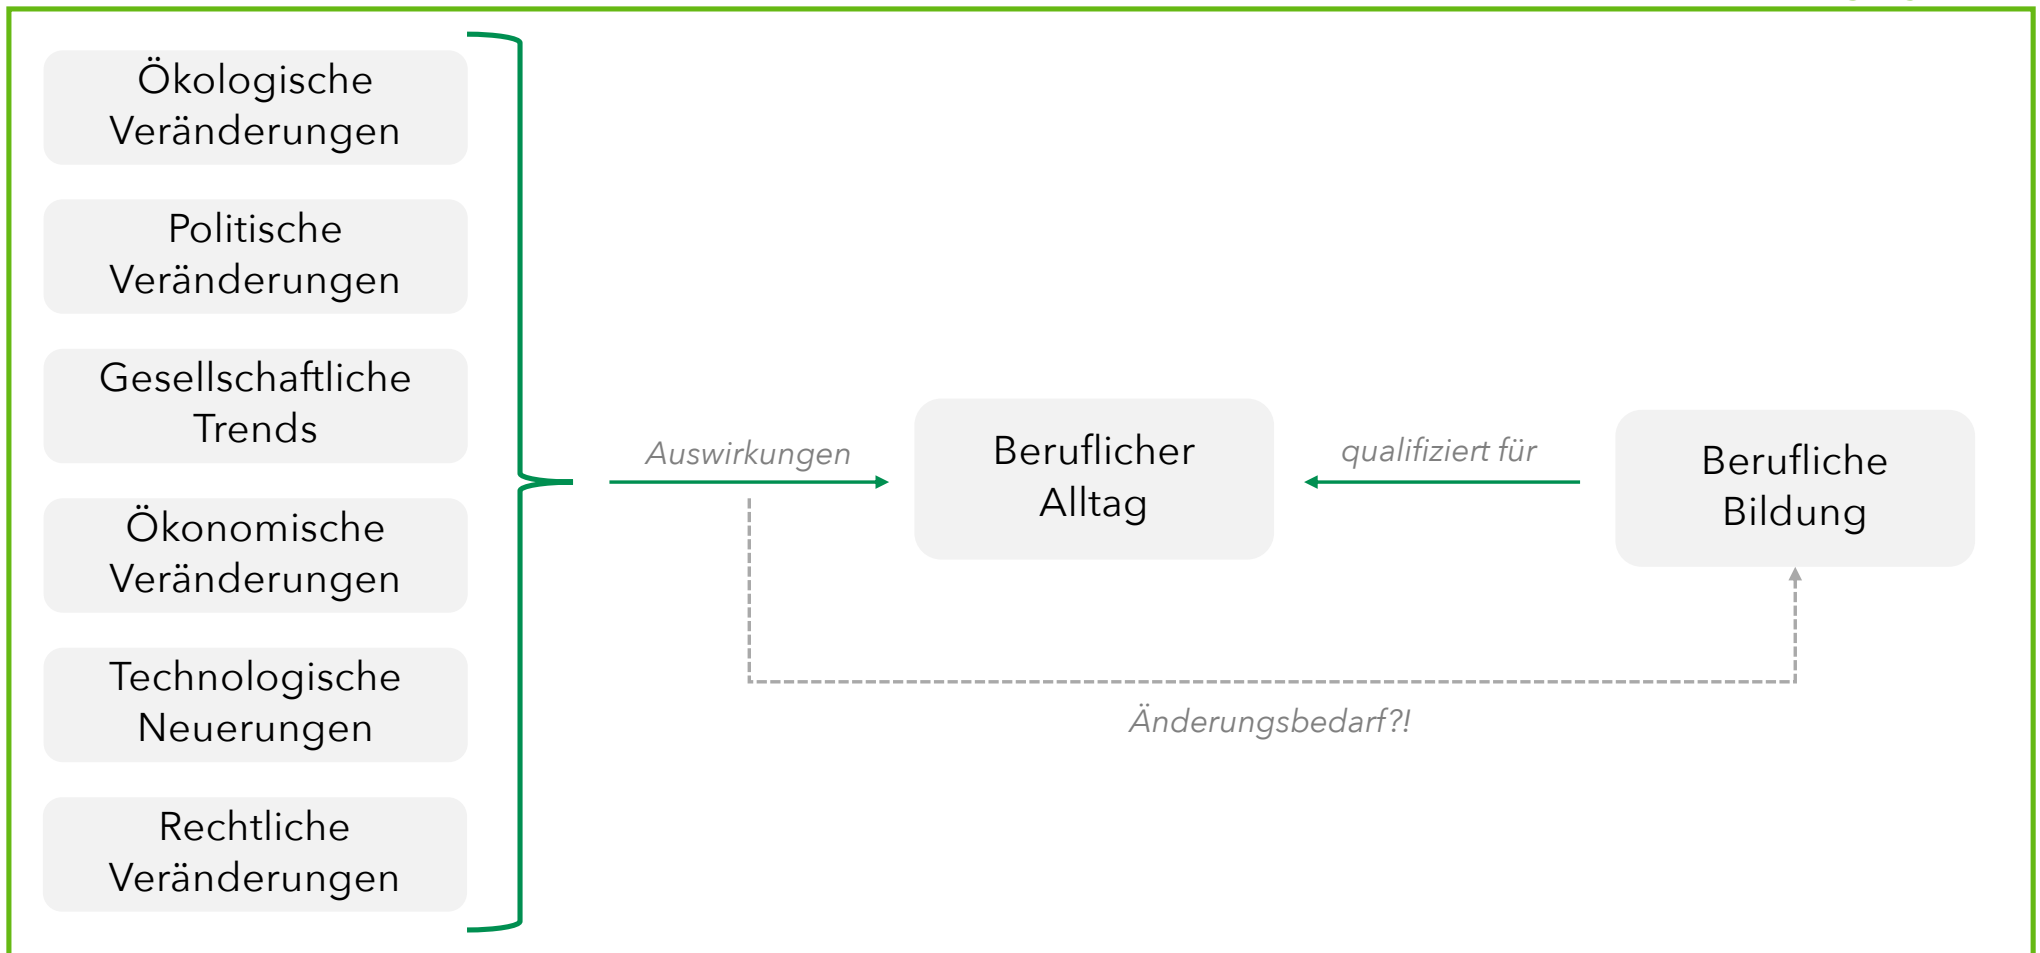 Ökologische
Veränderungen
Politische
Veränderungen
Gesellschaftliche
Trends
Ökonomische
Veränderungen
Technologische
Neuerungen
Rechtliche
Veränderungen
Auswirkungen
Beruflicher
Alltag
qualifiziert für
Berufliche
Bildung
Änderungsbedarf?!